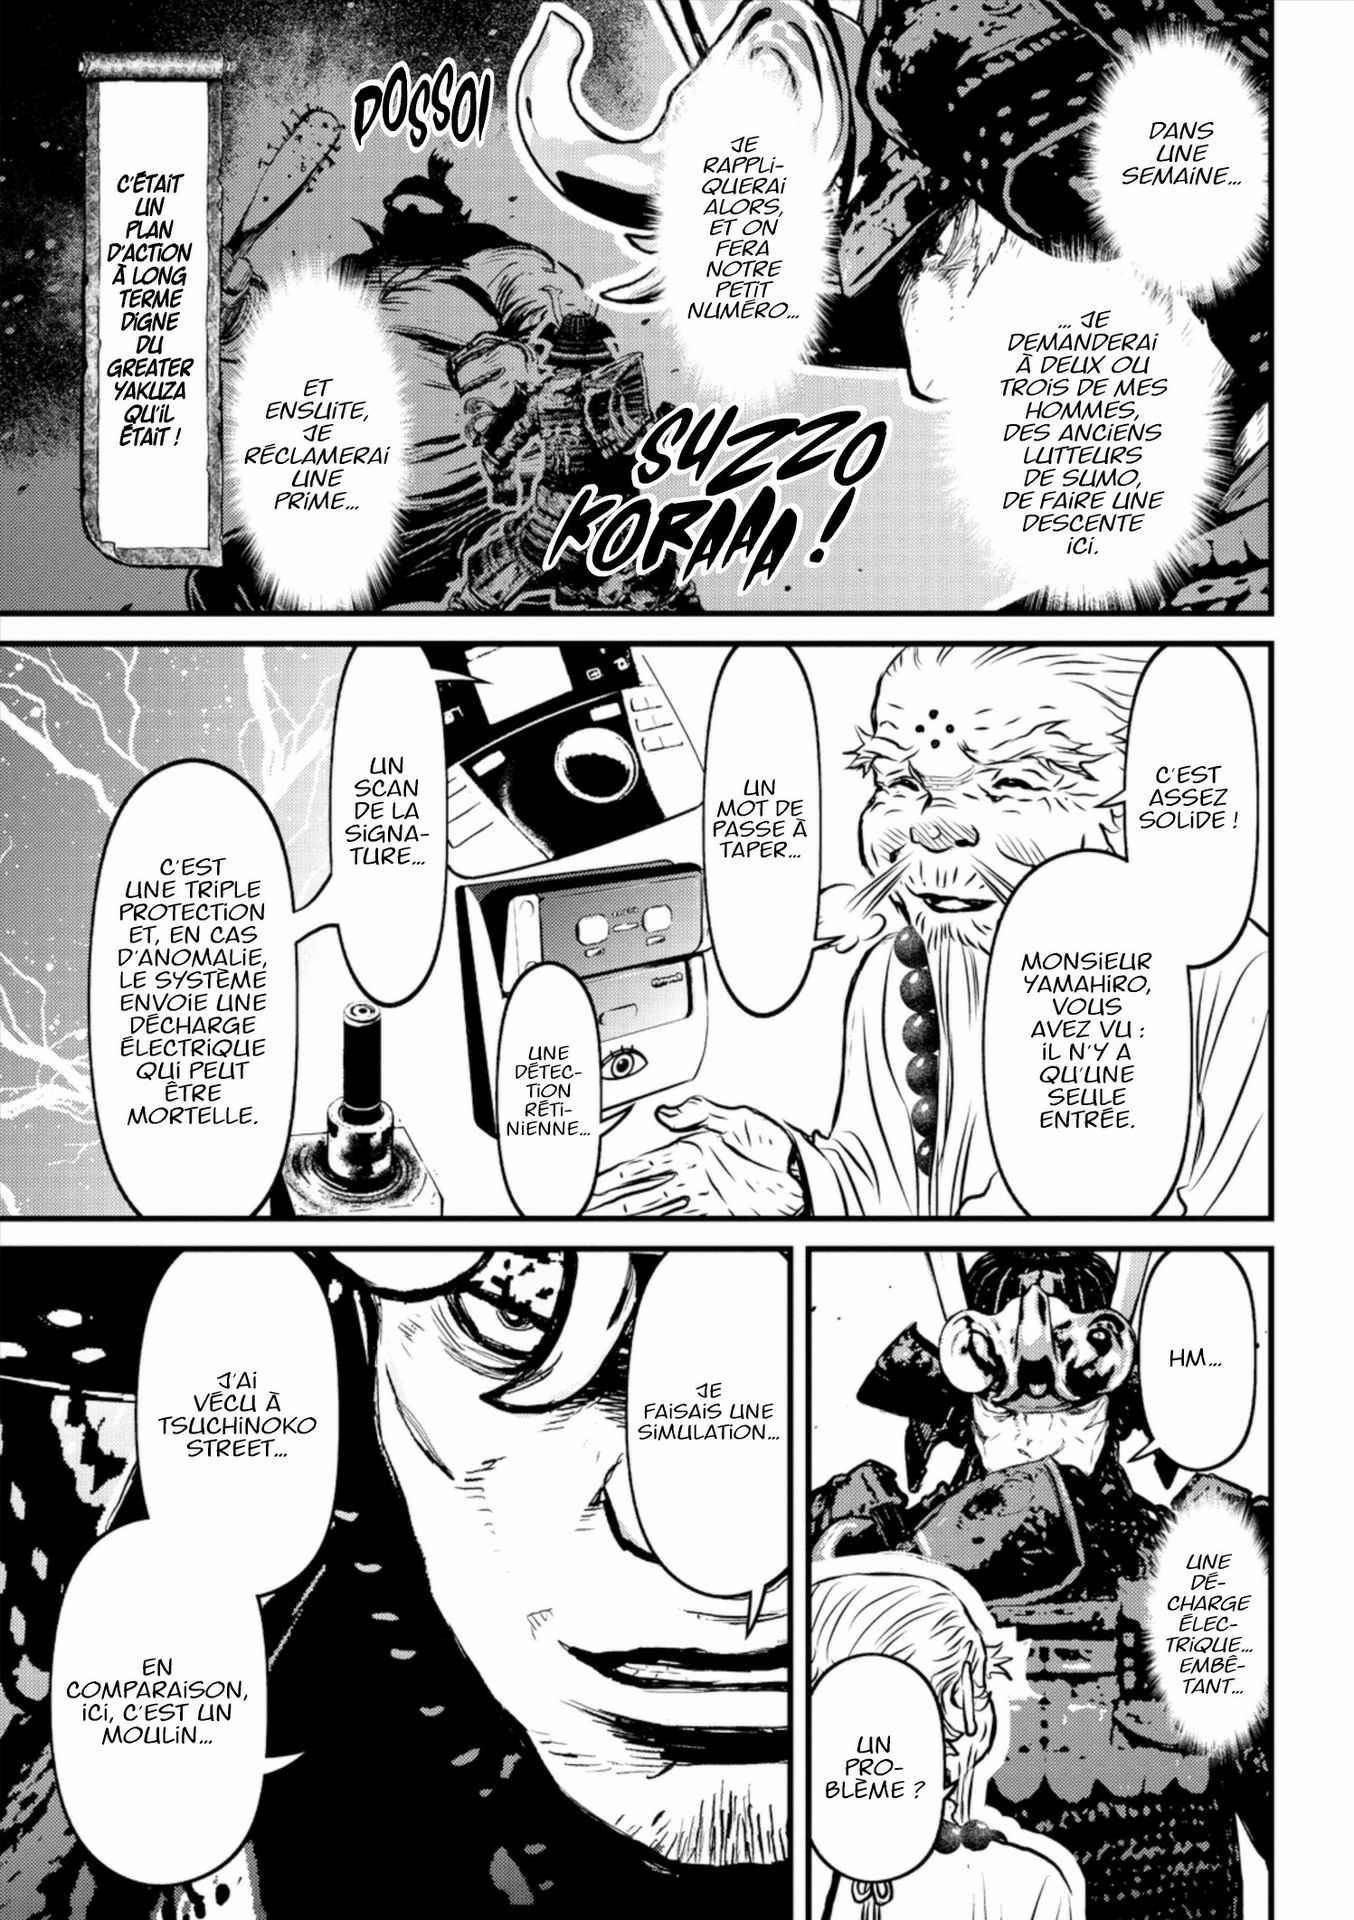 DANS
UNE
SEMAINE...
... JE
DEMANDERAI
À DEUX OU
TROIS DE MES
HOMMES,
DES ANCIENS
LUTTEURS
DE SUMO,
DE FAIRE UNE
DESCENTE
ICI.
JE
RAPPLI-
QUERAI
ALORS,
ET ON
FERA
NOTRE
PETIT
NUMÉRO...
DOSSOI
SUZZO
KORAAA !
ET
ENSUITE,
JE
RÉCLAMERAI
UNE
PRIME...
C'ÉTAIT
UN
PLAN
D'ACTION
À LONG
TERME
DIGNE
DU
GREATER
YAKUZA
QU'IL
ÉTAIT !
C'EST
ASSEZ
SOLIDE !
MONSIEUR
YAMAHIRO,
VOUS
AVEZ VU :
IL N'Y A
QU'UNE
SEULE
ENTRÉE.
UN
MOT DE
PASSE À
TAPER...
UNE
DÉTEC-
TION
RÉTI-
NIENNE...
UN
SCAN
DE LA
SIGNA-
TURE...
C'EST
UNE TRIPLE
PROTECTION
ET, EN CAS
D'ANOMALIE,
LE SYSTÈME
ENVOIE UNE
DÉCHARGE
ÉLECTRIQUE
QUI PEUT
ÊTRE
MORTELLE.
HM...
UNE
DÉ-
CHARGE
ÉLEC-
TRIQUE...
EMBÊ-
TANT...
UN
PRO-
BLÈME ?
JE
FAISAIS UNE
SIMULATION...
J'AI
VÉCU À
TSUCHINOKO
STREET...
EN
COMPARAISON,
ICI, C'EST UN
MOULIN...